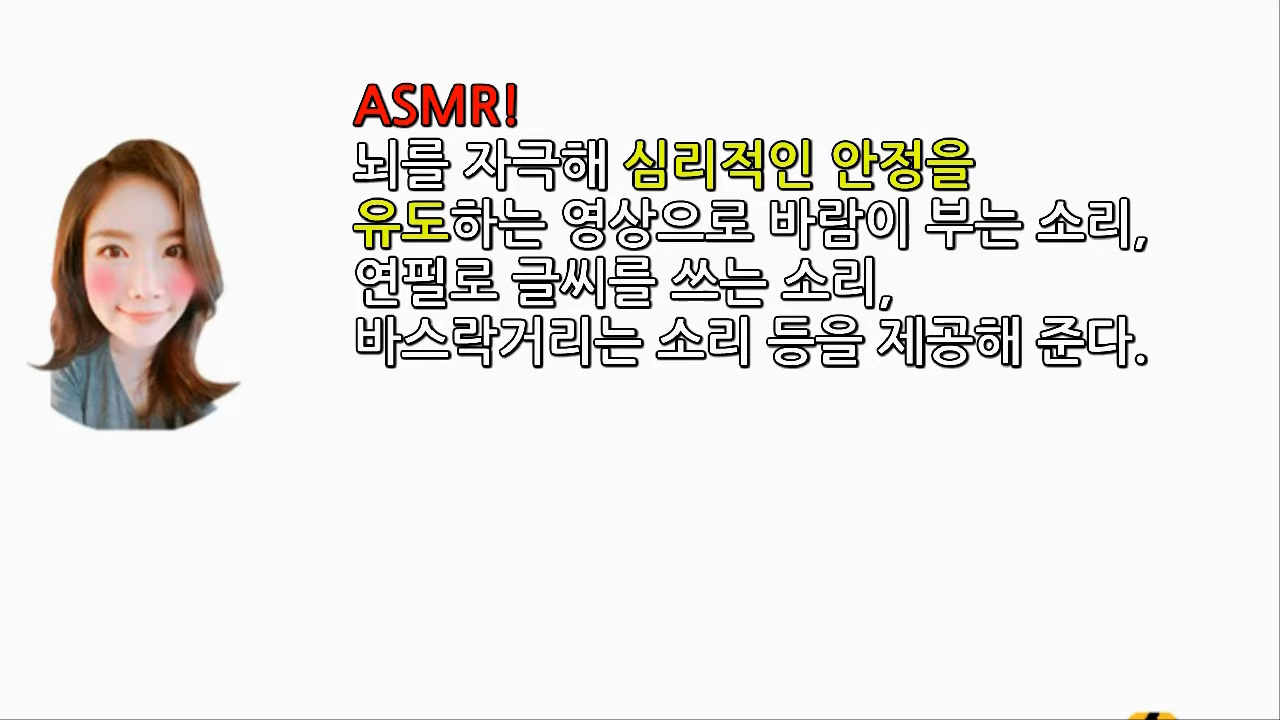 ASMR!
뇌를 자극해 심리적인 안정을
유도하는 영상으로 바람이 부는 소리,
연필로 글씨를 쓰는 소리,
바스락거리는 소리 등을 제공해 준다.